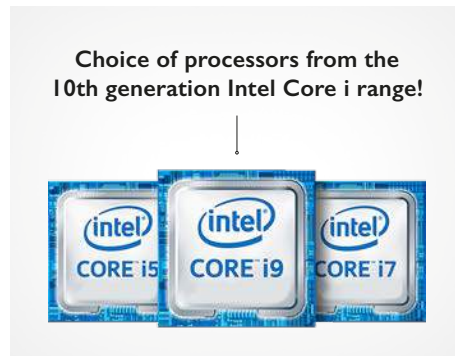 Choice of processors from the
10th generation Intel Core i range!
intel
CORE i5
intel
CORE i9
intel
CORE i7